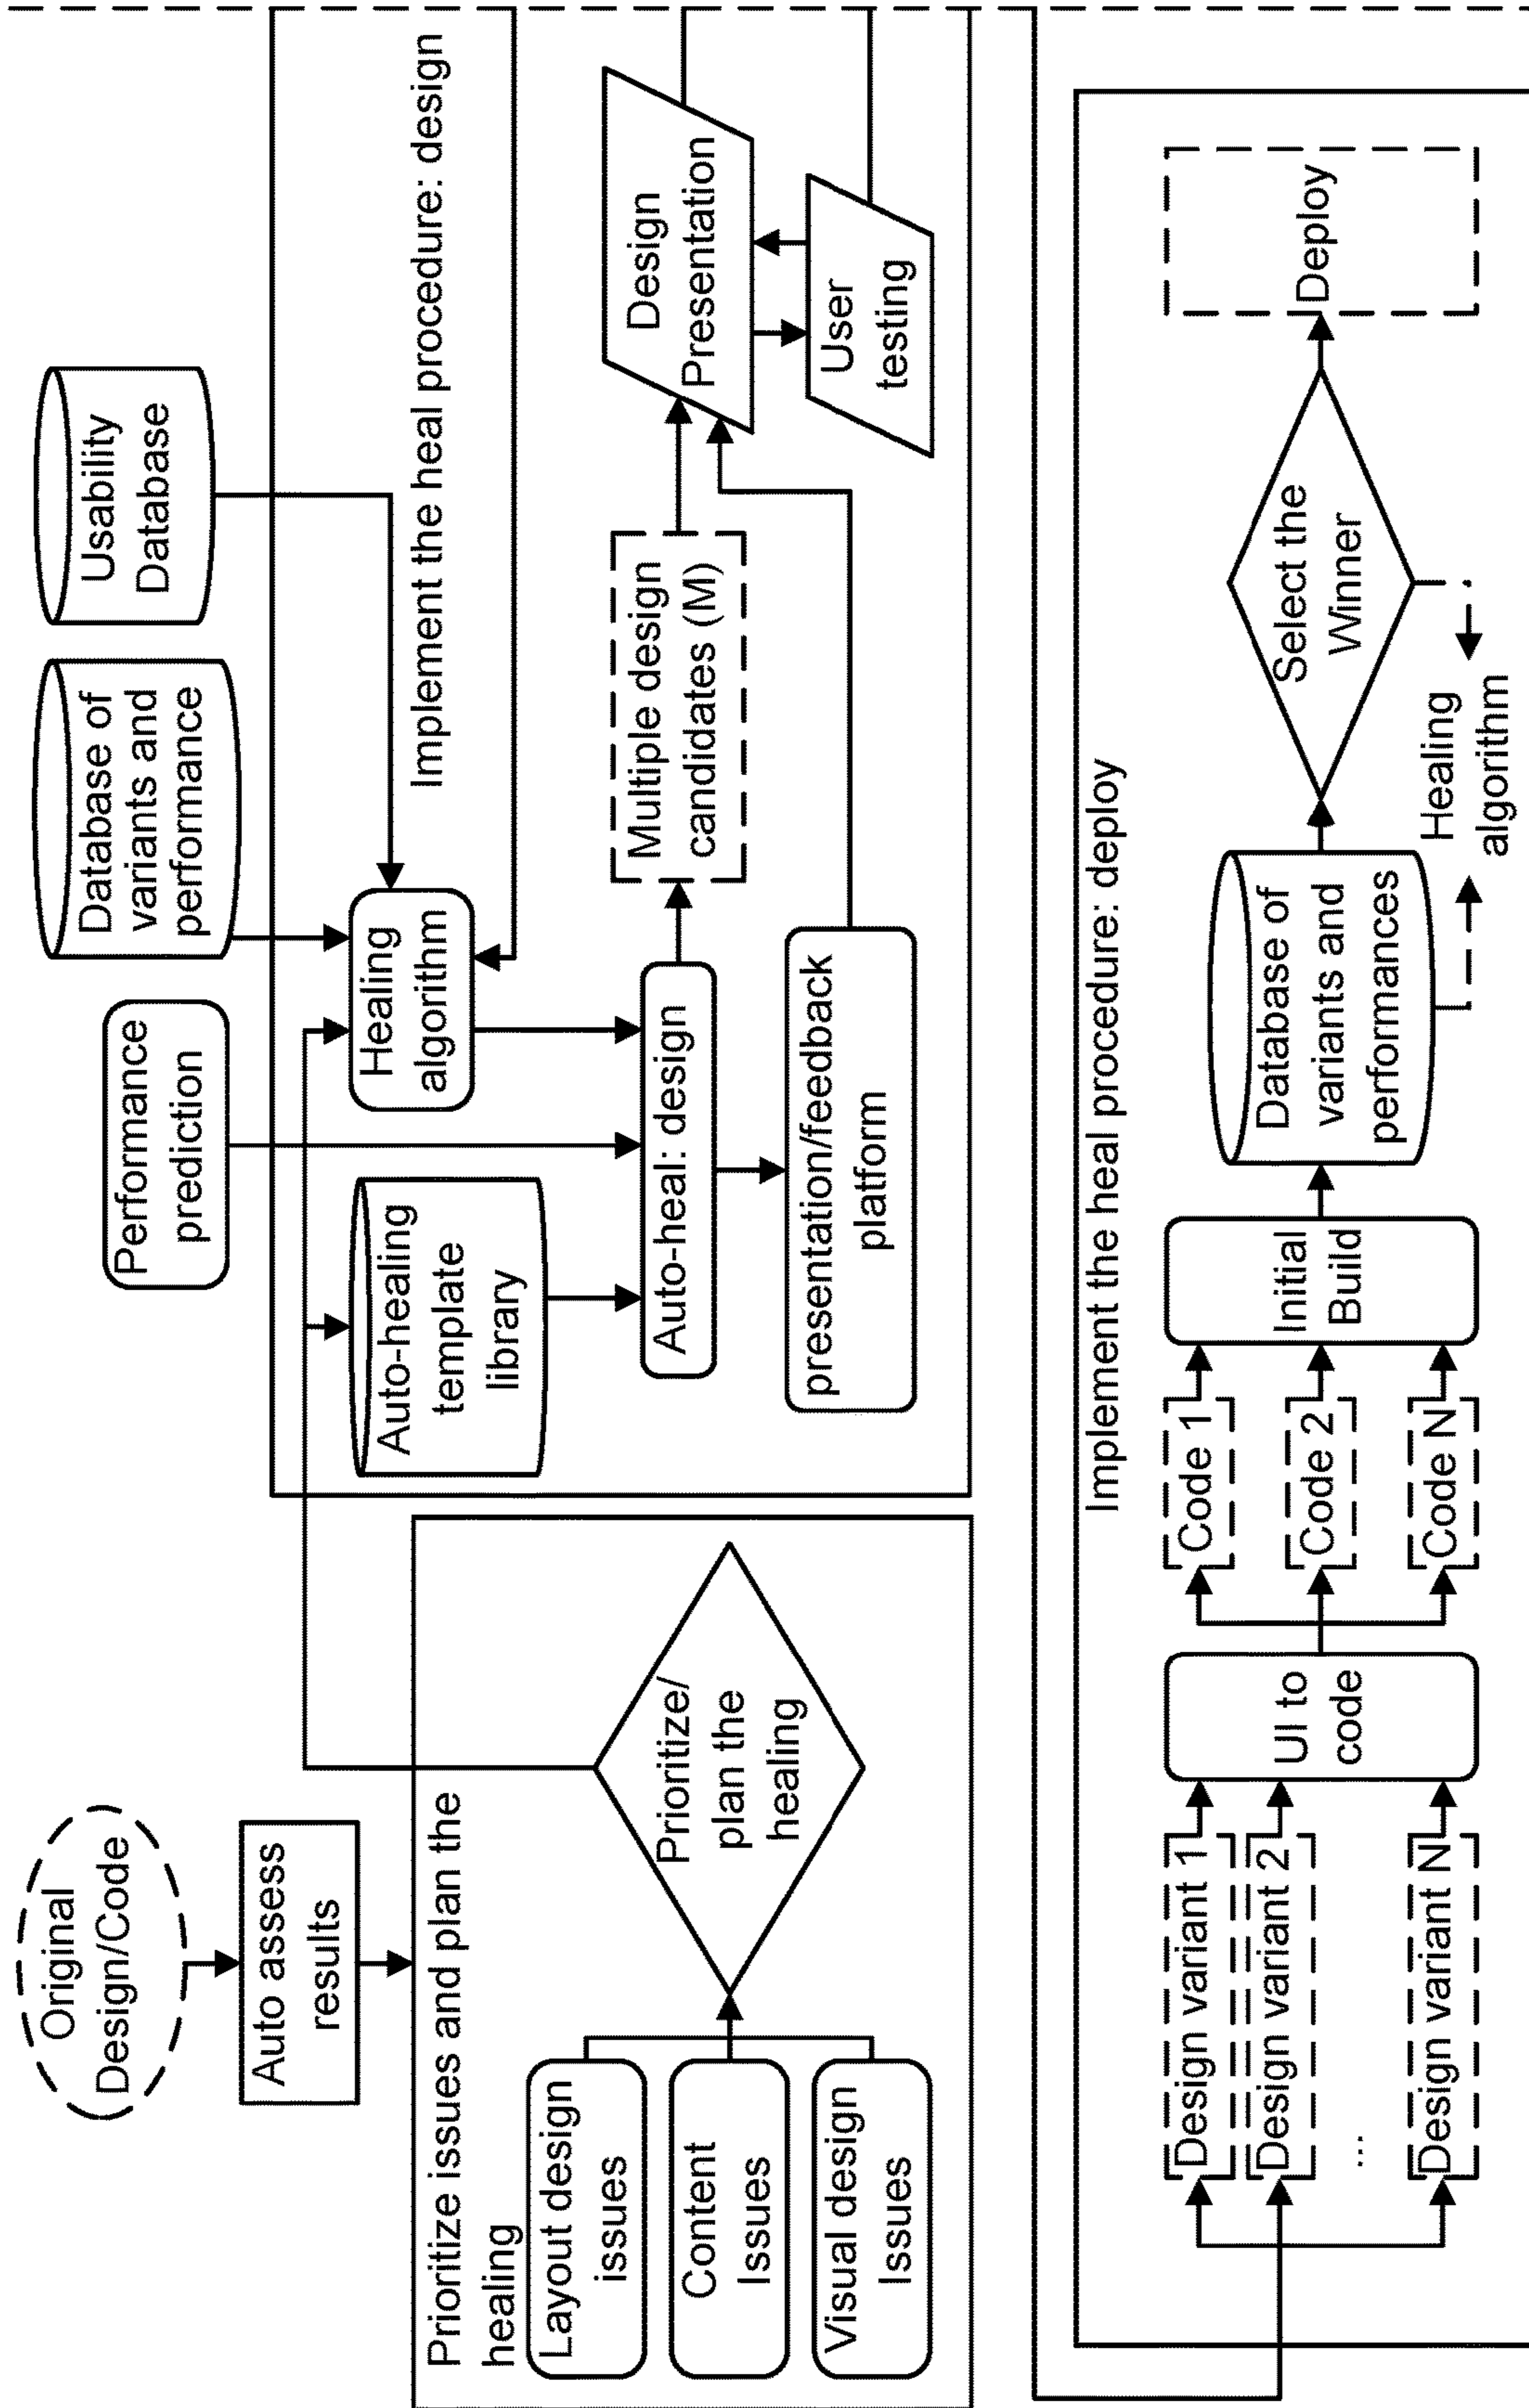 Original
Design/Code
Auto assess
results
Prioritize issues and plan the
healing
Layout design
issues
Content
Issues
Visual design
Issues
Prioritize/
plan the
healing
Performance
prediction
Database of
variants and
performance
Usability
Database
Implement the heal procedure: design
Auto-healing
template
library
Healing
algorithm
Auto-heal: design
presentation/feedback
platform
Multiple design
candidates (M)
Design
Presentation
User
testing
Implement the heal procedure: deploy
Design variant 1
Design variant 2
...
Design variant N
UI to
code
Code 1
Code 2
Code N
Initial
Build
Database of
variants and
performances
Select the
Winner
Healing
algorithm
Deploy